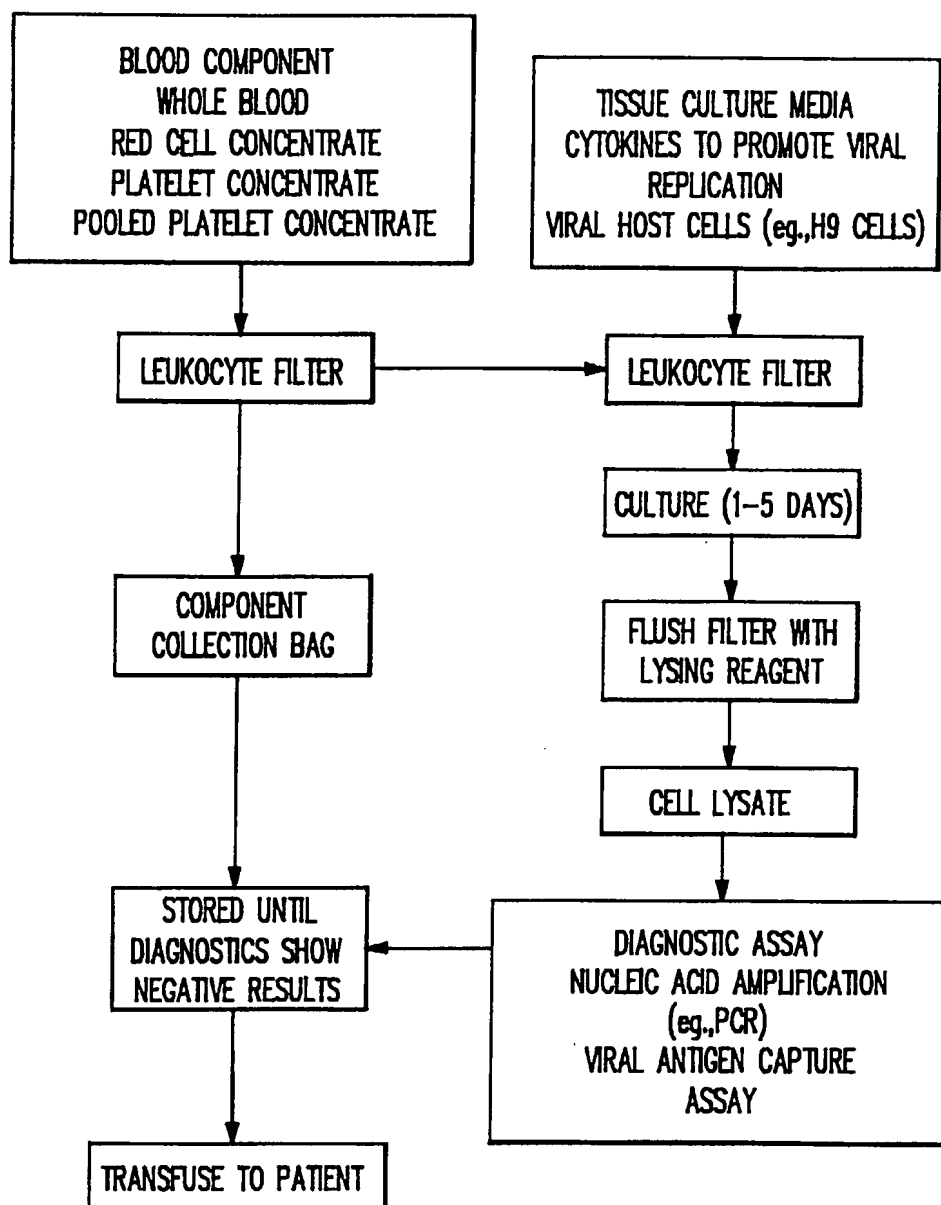 BLOOD COMPONENT
WHOLE BLOOD
RED CELL CONCENTRATE
PLATELET CONCENTRATE
POOLED PLATELET CONCENTRATE
TISSUE CULTURE MEDIA
CYTOKINES TO PROMOTE VIRAL
REPLICATION
VIRAL HOST CELLS (eg.,H9 CELLS)
LEUKOCYTE FILTER
LEUKOCYTE FILTER
CULTURE (1-5 DAYS)
COMPONENT
COLLECTION BAG
FLUSH FILTER WITH
LYSING REAGENT
CELL LYSATE
STORED UNTIL
DIAGNOSTICS SHOW
NEGATIVE RESULTS
DIAGNOSTIC ASSAY
NUCLEIC ACID AMPLIFICATION
(eg.,PCR)
VIRAL ANTIGEN CAPTURE
ASSAY
TRANSFUSE TO PATIENT